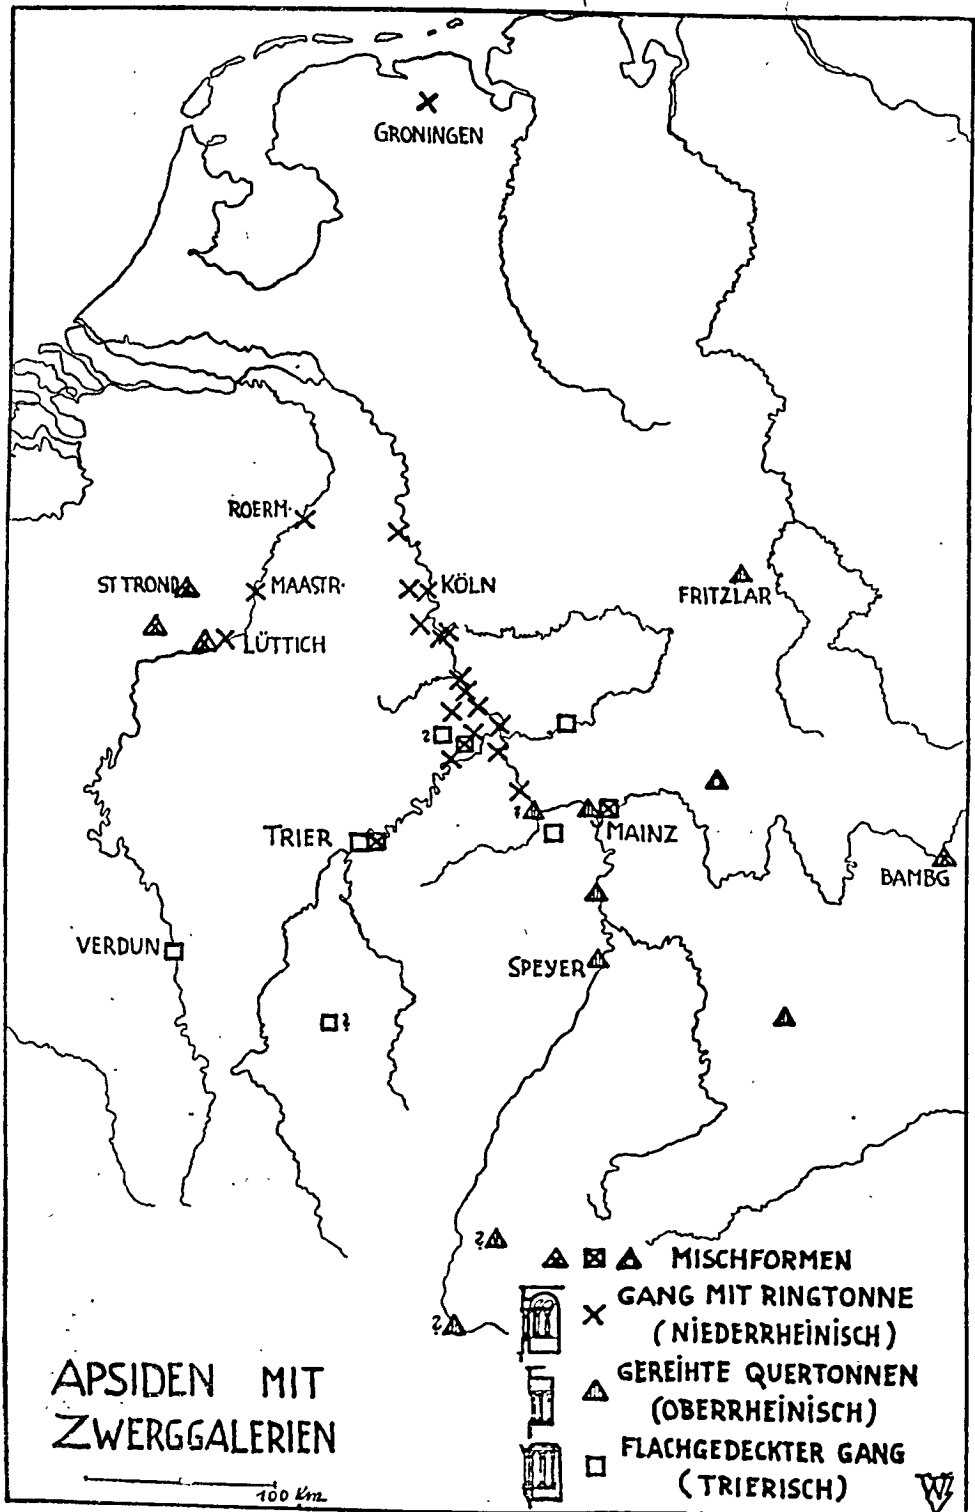 GRONINGEN
ROERM.
ST TROND
MAASTR.
KÖLN
FRITZLAR
LÜTTICH
?
?
TRIER
MAINZ
BAMBG
VERDUN
SPEYER
?
?
?
MISCHFORMEN
GANG MIT RINGTONNE
(NIEDERRHEINISCH)
GEREIHTE QUERTONNEN
(OBERRHEINISCH)
FLACHGEDECKTER GANG
(TRIERISCH)
APSIDEN MIT
ZWERGGALERIEN
100 Km